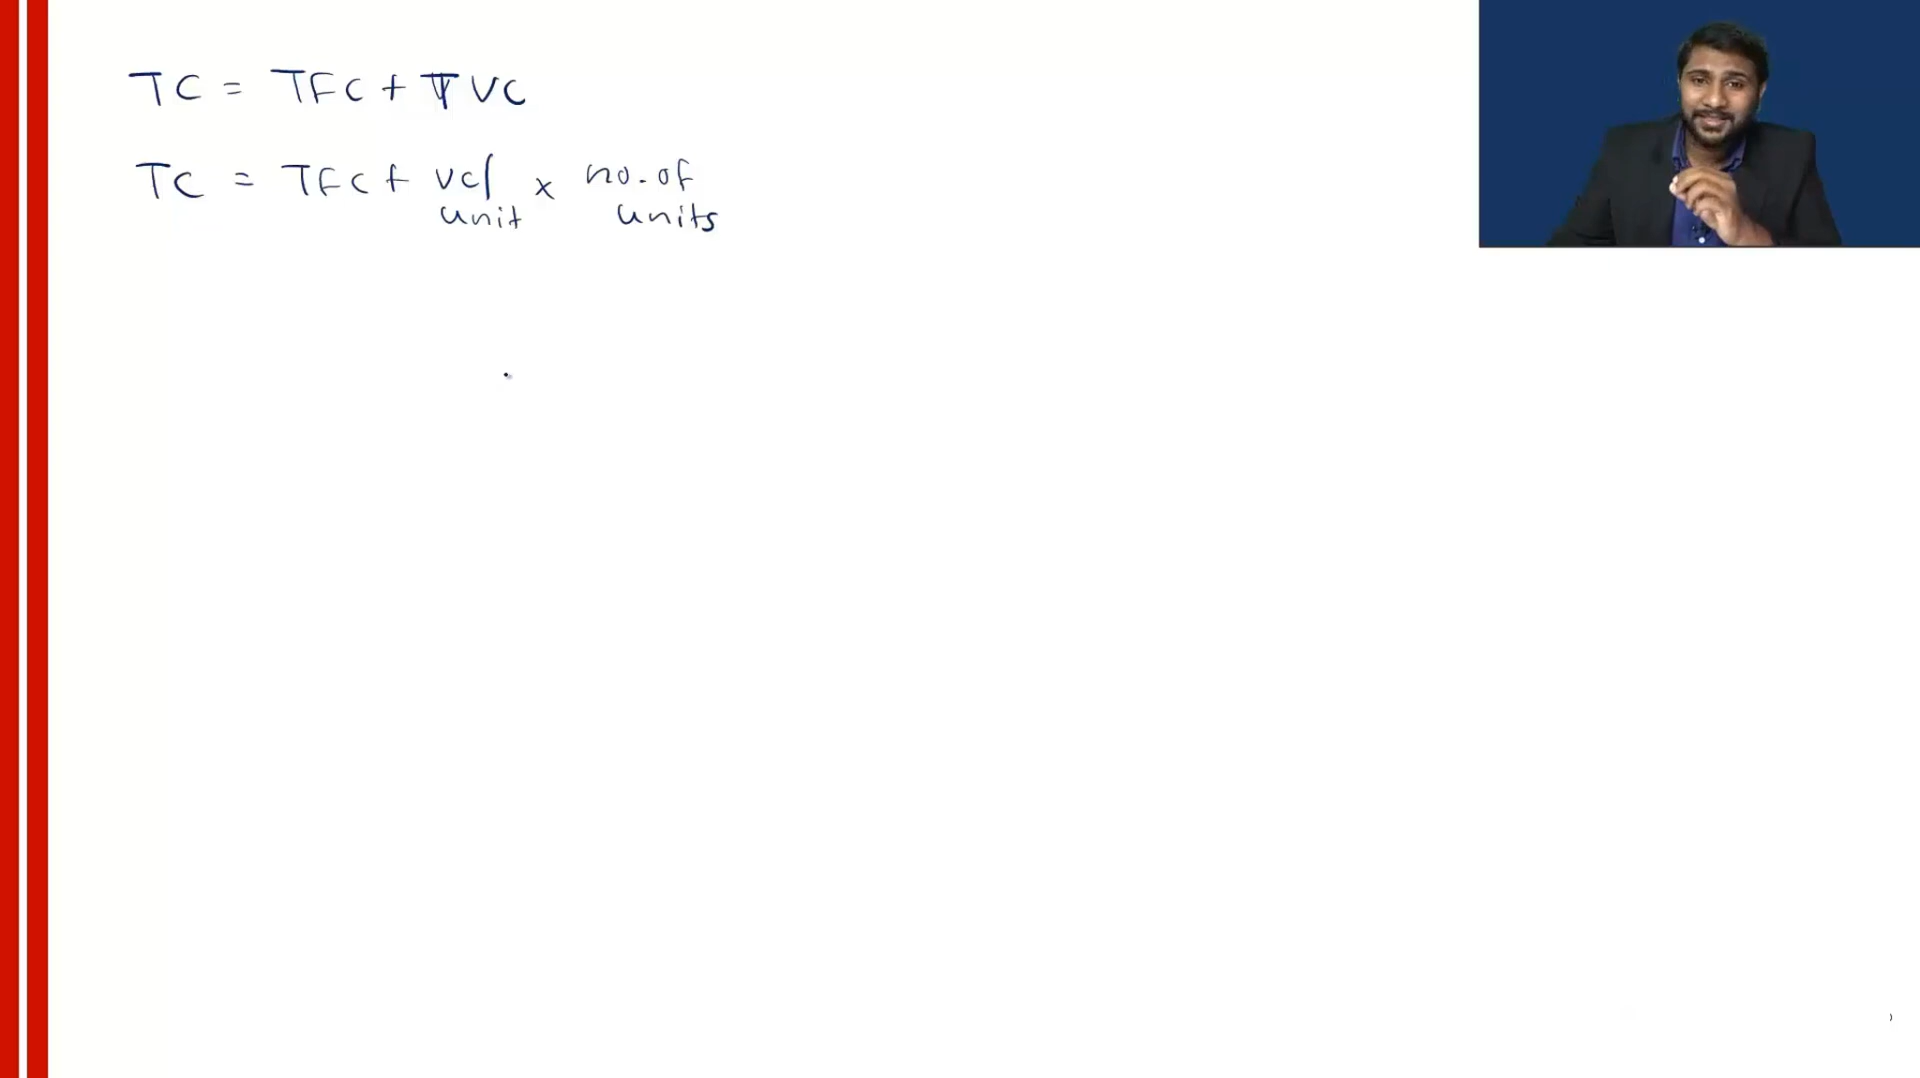 TC = TFC + TVC
TC = TFC + VC/ unit x no. of units